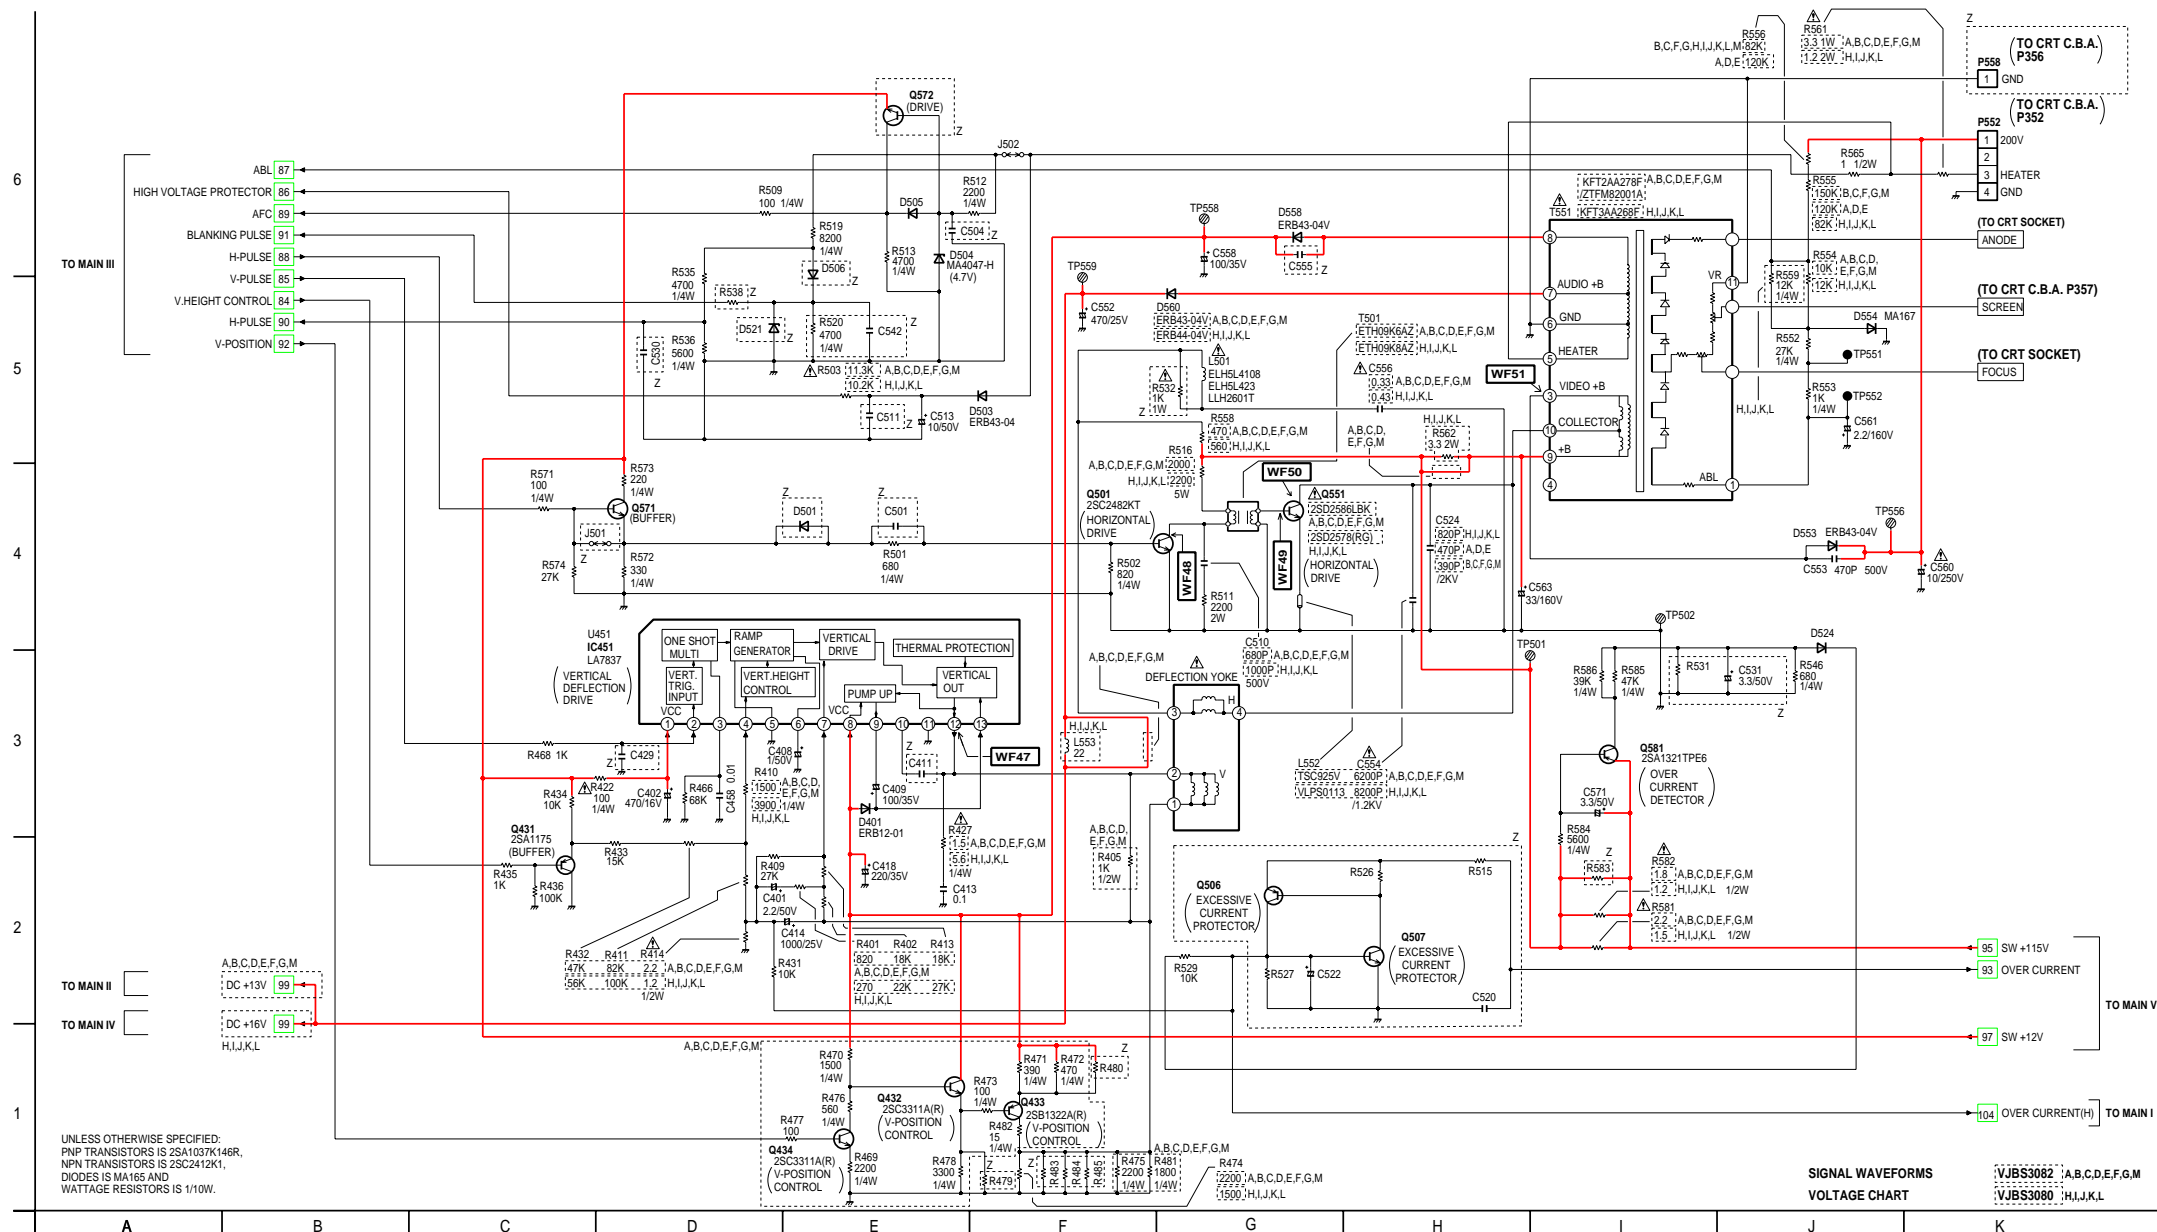 6
5
4
3
2
1
A
B
C
D
E
F
G
H
I
J
K
TO MAIN III
ABL 87
HIGH VOLTAGE PROTECTOR 86
AFC 89
BLANKING PULSE 91
H-PULSE 88
V-PULSE 85
V.HEIGHT CONTROL 84
H-PULSE 90
V-POSITION 92
Q572
(DRIVE)
Z
J502
R509
100 1/4W
D505
R512
2200
1/4W
C504
Z
R519
8200
1/4W
R513
4700
1/4W
D504
MA4047-H
(4.7V)
D506
Z
R535
4700
1/4W
R538
Z
D521
R520
4700
1/4W
C542
Z
R536
5600
1/4W
C530
Z
R503 11.3K A,B,C,D,E,F,G,M
10.2K H,I,J,K,L
C511
Z
C513
10/50V
D503
ERB43-04
TP558
D558
ERB43-04V
C558
100/35V
C555
Z
TP559
C552
470/25V
D560
ERB43-04V A,B,C,D,E,F,G,M
ERB44-04V H,I,J,K,L
L501
ELH5L4108
ELH5L423
LLH2601T
R532
1K
1W
Z
T501
ETH09K6AZ A,B,C,D,E,F,G,M
ETH09K8AZ H,I,J,K,L
C556
0.33 A,B,C,D,E,F,G,M
0.43 H,I,J,K,L
WF51
R558
470 A,B,C,D,E,F,G,M
560 H,I,J,K,L
A,B,C,D,
E,F,G,M
H,I,J,K,L
R562
3.3 2W
R516
A,B,C,D,E,F,G,M 2000
H,I,J,K,L 2200
5W
WF50
R556
B,C,F,G,H,I,J,K,L,M 82K
A,D,E 120K
R561
3.3 1W A,B,C,D,E,F,G,M
1.2 2W H,I,J,K,L
Z
P558
1 GND
(TO CRT C.B.A.
P356)
(TO CRT C.B.A.
P352)
P552
1 200V
2
3 HEATER
4 GND
R565
1 1/2W
R555
150K B,C,F,G,M
120K A,D,E
82K H,I,J,K,L
KFT2AA278F A,B,C,D,E,F,G,M
/ZTFM82001A
T551 KFT3AA268F H,I,J,K,L
(TO CRT SOCKET)
ANODE
R554
10K A,B,C,D,
E,F,G,M
12K H,I,J,K,L
R559
12K
1/4W
VR
11
8
7 AUDIO +B
6 GND
5 HEATER
3 VIDEO +B
10 COLLECTOR
9 +B
4
ABL 1
(TO CRT C.B.A. P357)
SCREEN
D554 MA167
R552
27K
1/4W
TP551
(TO CRT SOCKET)
FOCUS
R553
1K
1/4W
TP552
H,I,J,K,L
C561
2.2/160V
R571
100
1/4W
R573
220
1/4W
Q571
(BUFFER)
J501
Z
R574
27K
R572
330
1/4W
Z
D501
Z
C501
R501
680
1/4W
Q501
2SC2482KT
(HORIZONTAL
DRIVE)
R502
820
1/4W
WF48
WF49
Q551
2SD2586LBK
A,B,C,D,E,F,G,M
2SD2578(RG)
H,I,J,K,L
(HORIZONTAL
DRIVE)
R511
2200
2W
C510
680P A,B,C,D,E,F,G,M
1000P H,I,J,K,L
500V
C524
820P H,I,J,K,L
470P A,D,E
390P B,C,F,G,M
/2KV
C563
33/160V
TP556
D553 ERB43-04V
C553 470P 500V
C560
10/250V
TP502
TP501
D524
U451
IC451
LA7837
(VERTICAL
DEFLECTION
DRIVE)
ONE SHOT
MULTI
RAMP
GENERATOR
VERTICAL
DRIVE
THERMAL PROTECTION
VERT.
TRIG.
INPUT
VERT.HEIGHT
CONTROL
PUMP UP
VERTICAL
OUT
VCC
VCC
1 2 3 4 5 6 7 8 9 10 11 12 13
A,B,C,D,E,F,G,M
DEFLECTION YOKE
H
3
4
2
V
1
R586
39K
1/4W
R585
47K
1/4W
R531
C531
3.3/50V
R546
680
1/4W
Z
H,I,J,K,L
L553
22
R468 1K
Z
C429
R434
10K
R422
100
1/4W
C402
470/16V
R466
68K
C458 0.01
C408
1/50V
R410
1500 A,B,C,D,
E,F,G,M
3900 1/4W
H,I,J,K,L
Z
C411
WF47
C409
100/35V
D401
ERB12-01
R427
1.5 A,B,C,D,E,F,G,M
5.6 H,I,J,K,L
1/4W
A,B,C,D,
E,F,G,M
R405
1K
1/2W
L552
TSC925V
VLPS0113
C554
6200P A,B,C,D,E,F,G,M
8200P H,I,J,K,L
/1.2KV
Q581
2SA1321TPE6
(OVER
CURRENT
DETECTOR)
C571
3.3/50V
R584
5600
1/4W
Z
R583
R582
1.8 A,B,C,D,E,F,G,M
1.2 H,I,J,K,L 1/2W
R581
2.2 A,B,C,D,E,F,G,M
1.5 H,I,J,K,L 1/2W
Q431
2SA1175
(BUFFER)
R435
1K
R436
100K
R433
15K
R409
27K
C401
2.2/50V
C414
1000/25V
C418
220/35V
C413
0.1
R432 R411 R414
47K 82K 2.2 A,B,C,D,E,F,G,M
56K 100K 1.2 H,I,J,K,L
1/2W
R431
10K
R401 R402 R413
820 18K 18K
A,B,C,D,E,F,G,M
270 22K 27K
H,I,J,K,L
Z
Q506
(EXCESSIVE
CURRENT
PROTECTOR)
R526
R515
Q507
(EXCESSIVE
CURRENT
PROTECTOR)
R529
10K
R527
C522
C520
95 SW +115V
93 OVER CURRENT
TO MAIN V
97 SW +12V
104 OVER CURRENT(H)
TO MAIN I
TO MAIN II
A,B,C,D,E,F,G,M
DC +13V 99
TO MAIN IV
DC +16V 99
H,I,J,K,L
A,B,C,D,E,F,G,M
R470
1500
1/4W
R476
560
1/4W
R477
100
Q434
2SC3311A(R)
(V-POSITION
CONTROL)
R469
2200
1/4W
Q432
2SC3311A(R)
(V-POSITION
CONTROL)
R473
100
1/4W
R471
390
1/4W
R472
470
1/4W
Z
R480
Q433
2SB1322A(R)
(V-POSITION
CONTROL)
R482
15
1/4W
R478
3300
1/4W
Z
R479
R483
R484
R485
A,B,C,D,E,F,G,M
R475
2200
1/4W
R481
1800
1/4W
Z
R474
2200 A,B,C,D,E,F,G,M
1500 H,I,J,K,L
UNLESS OTHERWISE SPECIFIED:
PNP TRANSISTORS IS 2SA1037K146R,
NPN TRANSISTORS IS 2SC2412K1,
DIODES IS MA165 AND
WATTAGE RESISTORS IS 1/10W.
SIGNAL WAVEFORMS VJBS3082 A,B,C,D,E,F,G,M
VOLTAGE CHART VJBS3080 H,I,J,K,L